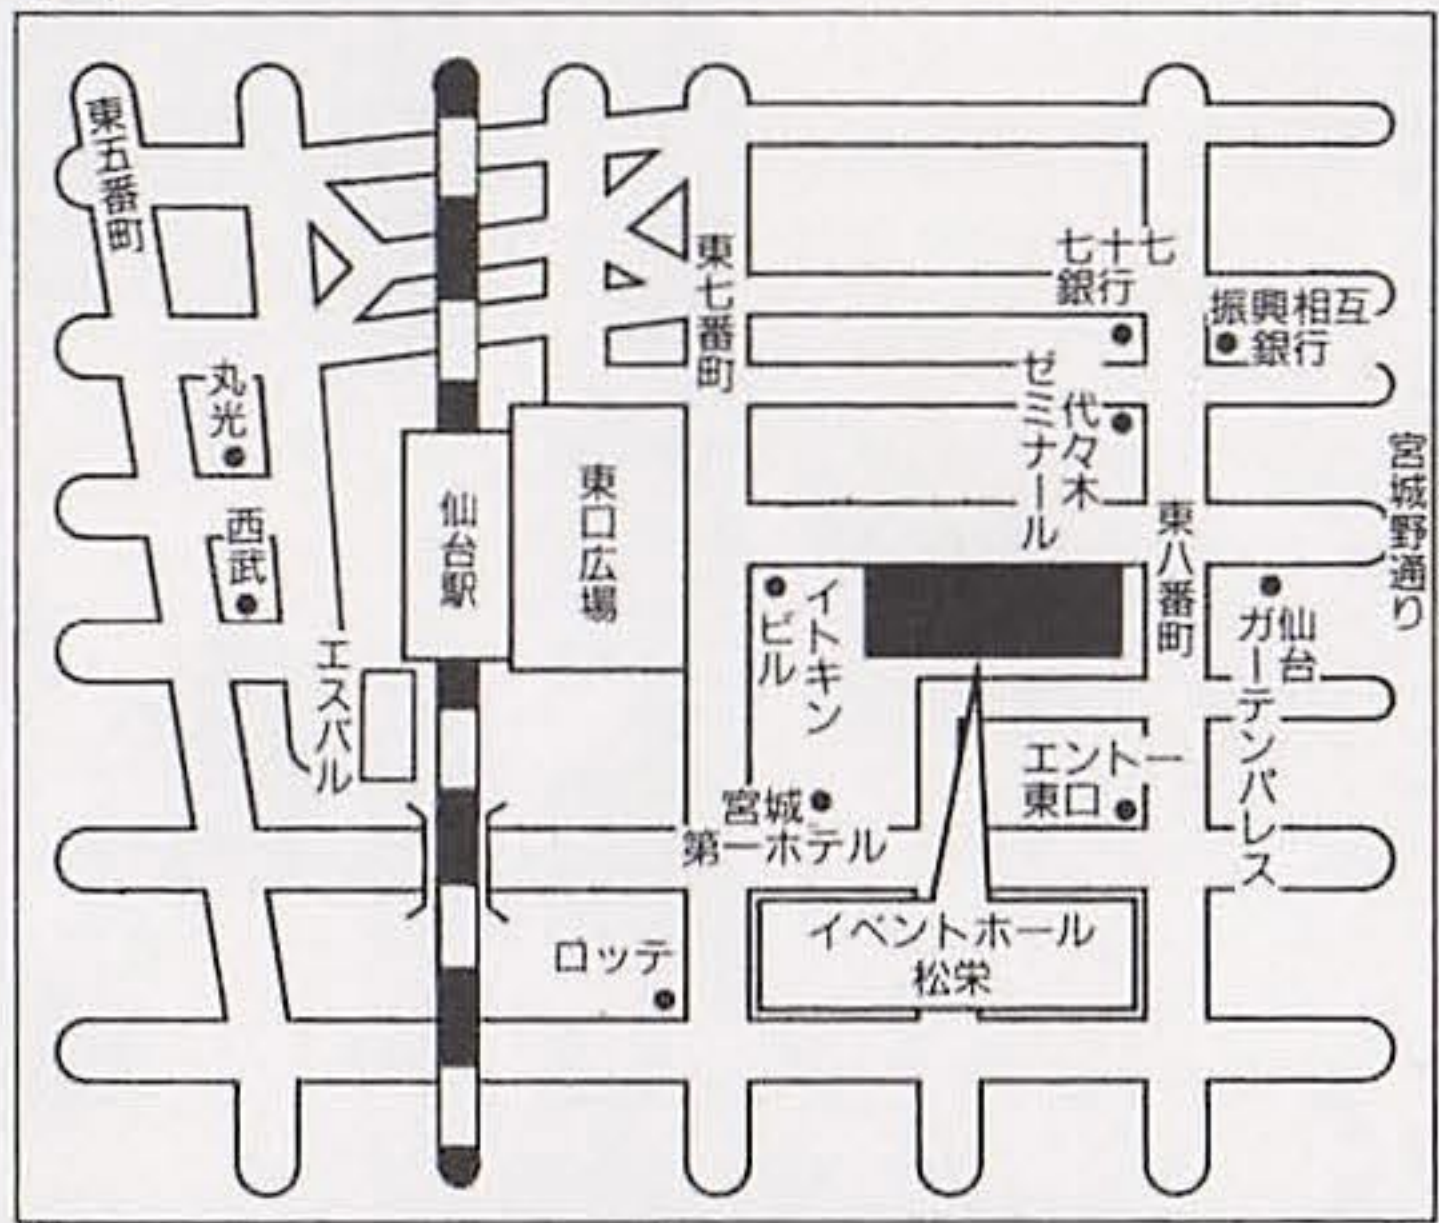 東五番町
東七番町
七十七
銀行
振興相互
銀行
丸光
ゼミナール
代々木
宮城野通り
西武
仙台駅
東口広場
東八番町
イトキン
ビル
仙台
ガーテンパレス
エスパル
エントー
東口
宮城
第一ホテル
イベントホール
松栄
ロッテ